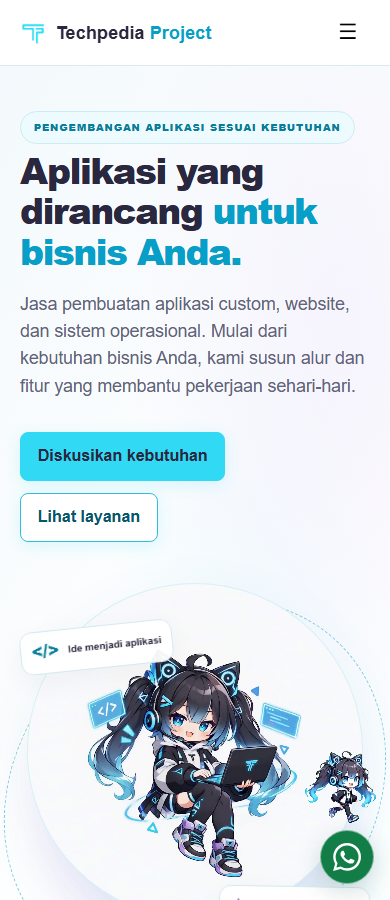 Techpedia Project
PENGEMBANGAN APLIKASI SESUAI KEBUTUHAN
Aplikasi yang
dirancang untuk
bisnis Anda.
Jasa pembuatan aplikasi custom, website,
dan sistem operasional. Mulai dari
kebutuhan bisnis Anda, kami susun alur dan
fitur yang membantu pekerjaan sehari-hari.
Diskusikan kebutuhan
Lihat layanan
</> Ide menjadi aplikasi
</>